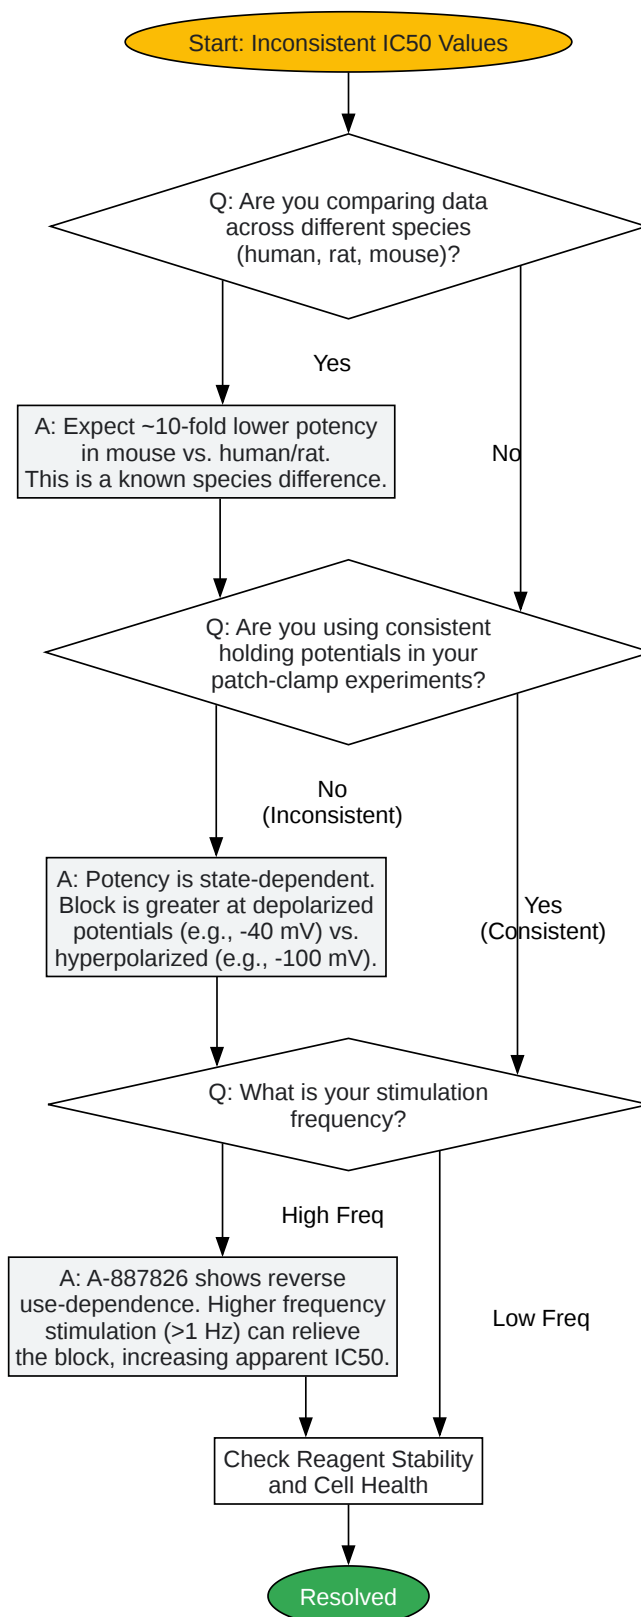 Start: Inconsistent IC50 Values
Q: Are you comparing data
across different species
(human, rat, mouse)?
Yes
A: Expect ~10-fold lower potency
in mouse vs. human/rat.
This is a known species difference.
No
Q: Are you using consistent
holding potentials in your
patch-clamp experiments?
No
(Inconsistent)
A: Potency is state-dependent.
Block is greater at depolarized
potentials (e.g., -40 mV) vs.
hyperpolarized (e.g., -100 mV).
Yes
(Consistent)
Q: What is your stimulation
frequency?
High Freq
A: A-887826 shows reverse
use-dependence. Higher frequency
stimulation (>1 Hz) can relieve
the block, increasing apparent IC50.
Low Freq
Check Reagent Stability
and Cell Health
Resolved